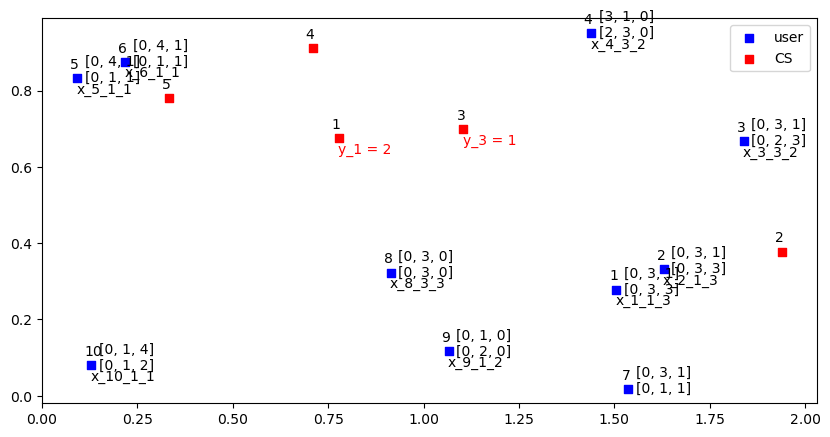 4 [3, 1, 0]
[2, 3, 0]
x_4_3_2
user
CS
4
6 [0, 4, 1]
[0, 1, 1]
x_6_1_1
5 [0, 4, 1]
[0, 1, 1]
x_5_1_1
5
1
y_1 = 2
3
y_3 = 1
3 [0, 3, 1]
[0, 2, 3]
x_3_3_2
2
2 [0, 3, 1]
[0, 3, 3]
x_2_1_3
1 [0, 3, 1]
[0, 3, 3]
x_1_1_3
8 [0, 3, 0]
[0, 3, 0]
x_8_3_3
9 [0, 1, 0]
[0, 2, 0]
x_9_1_2
10 [0, 1, 4]
[0, 1, 2]
x_10_1_1
7 [0, 3, 1]
[0, 1, 1]
0.8
0.6
0.4
0.2
0.0
0.00 0.25 0.50 0.75 1.00 1.25 1.50 1.75 2.00